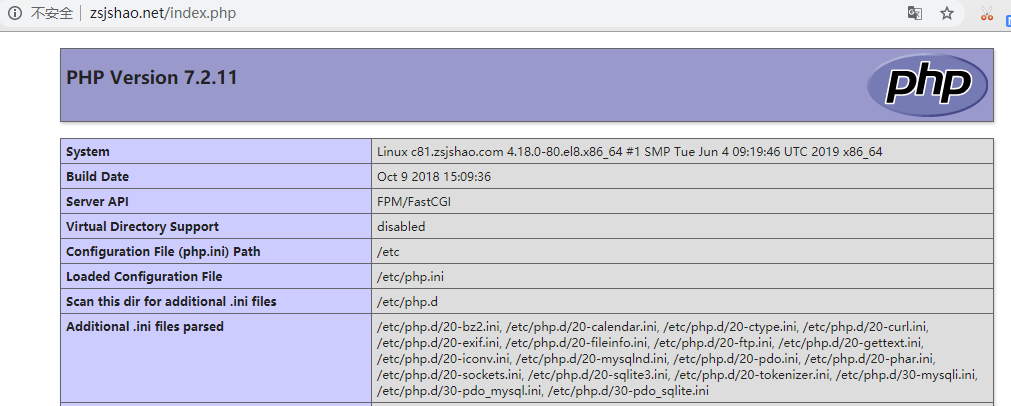 不安全 | zsjshao.net/index.php
PHP Version 7.2.11
php
System Linux c81.zsjshao.com 4.18.0-80.el8.x86_64 #1 SMP Tue Jun 4 09:19:46 UTC 2019 x86_64
Build Date Oct 9 2018 15:09:36
Server API FPM/FastCGI
Virtual Directory Support disabled
Configuration File (php.ini) Path /etc
Loaded Configuration File /etc/php.ini
Scan this dir for additional .ini files /etc/php.d
Additional .ini files parsed /etc/php.d/20-bz2.ini, /etc/php.d/20-calendar.ini, /etc/php.d/20-ctype.ini, /etc/php.d/20-curl.ini,
/etc/php.d/20-exif.ini, /etc/php.d/20-fileinfo.ini, /etc/php.d/20-ftp.ini, /etc/php.d/20-gettext.ini,
/etc/php.d/20-iconv.ini, /etc/php.d/20-mysqlnd.ini, /etc/php.d/20-pdo.ini, /etc/php.d/20-phar.ini,
/etc/php.d/20-sockets.ini, /etc/php.d/20-sqlite3.ini, /etc/php.d/20-tokenizer.ini, /etc/php.d/30-mysqli.ini,
/etc/php.d/30-pdo_mysql.ini, /etc/php.d/30-pdo_sqlite.ini